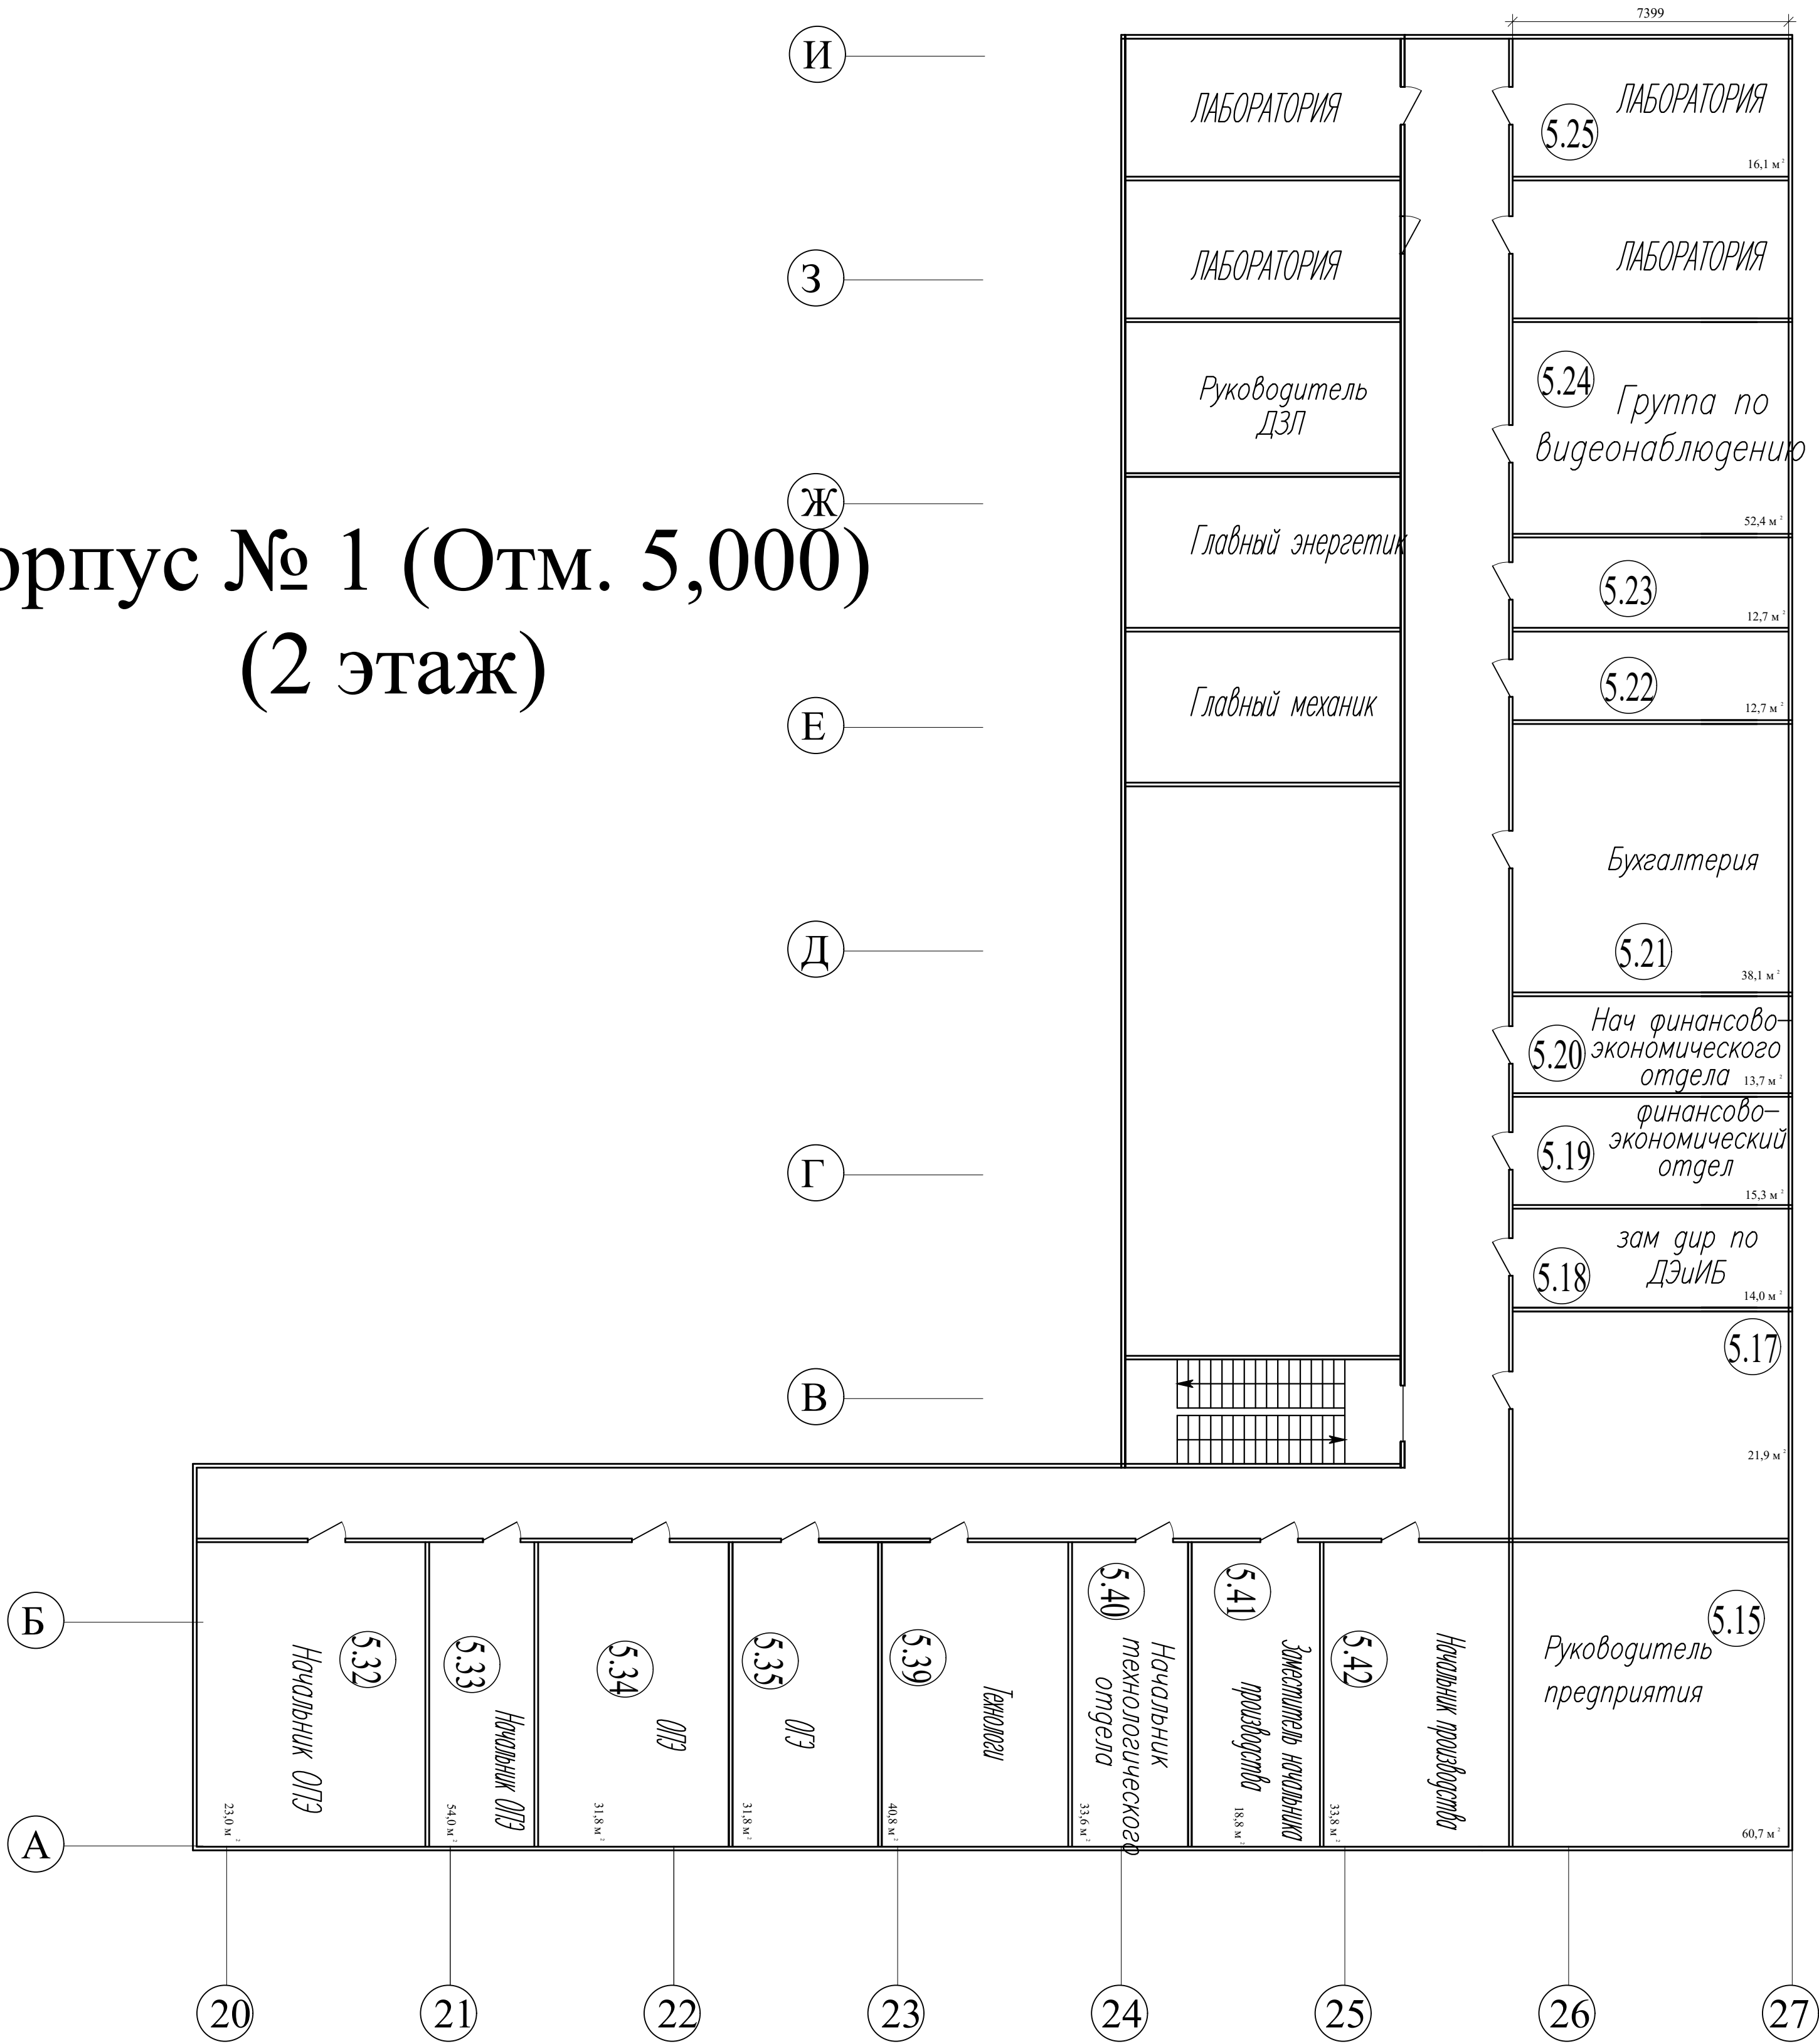 7399
И
ЛАБОРАТОРИЯ
5.25
ЛАБОРАТОРИЯ
16,1 м²
З
ЛАБОРАТОРИЯ
ЛАБОРАТОРИЯ
Руководитель
ДЗЛ
5.24
Группа по
видеонаблюдению
52,4 м²
Ж
орпус № 1 (Отм. 5,000)
(2 этаж)
Главный энергетик
5.23
12,7 м²
Е
Главный механик
5.22
12,7 м²
Бухгалтерия
5.21
38,1 м²
Д
5.20
Нач финансово-
экономического
отдела
13,7 м²
Г
5.19
финансово-
экономический
отдел
15,3 м²
5.18
зам дир по
ДЭиИБ
14,0 м²
5.17
21,9 м²
В
Б
5.32
Начальник ОПЭ
23,0 м²
5.33
Начальник ОПЭ
54,0 м²
5.34
ОПЭ
31,8 м²
5.35
ОГЭ
31,8 м²
5.39
Технологи
40,8 м²
5.40
Начальник
технологического
отдела
33,6 м²
5.41
Заместитель начальника
производства
18,8 м²
5.42
Начальник производства
33,8 м²
5.15
Руководитель
предприятия
60,7 м²
А
20
21
22
23
24
25
26
27